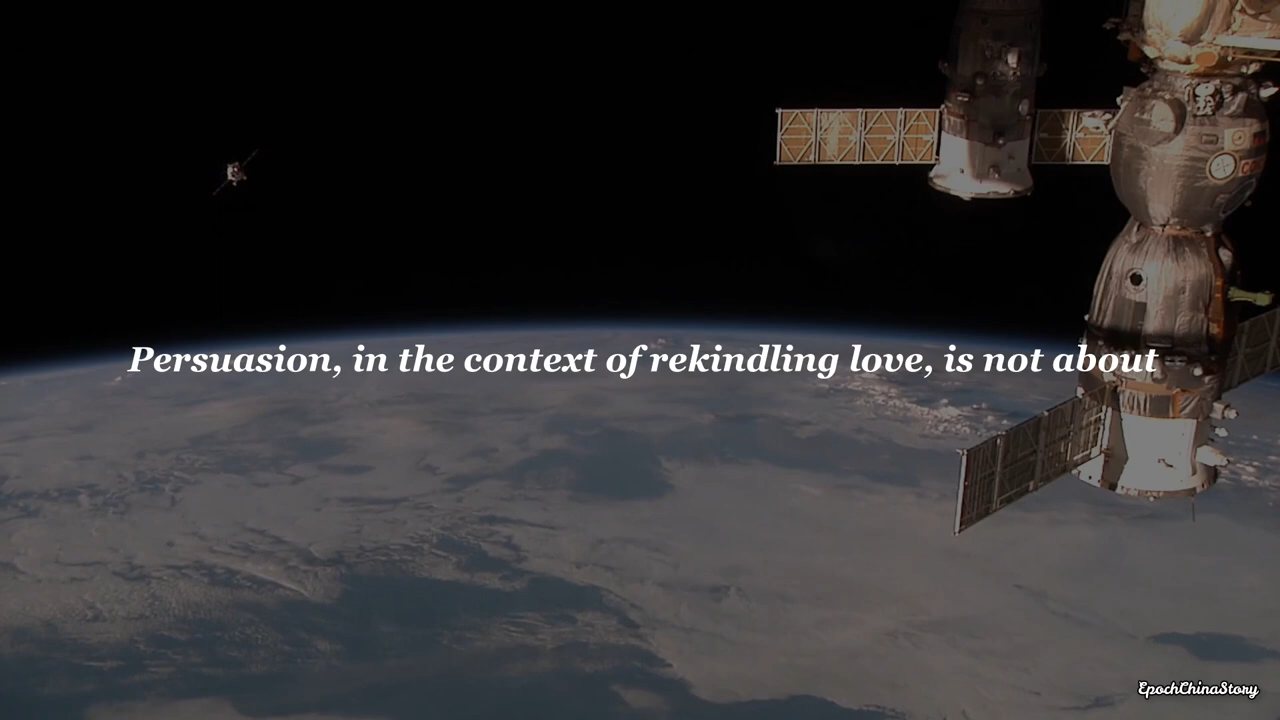 Persuasion, in the context of rekindling love, is not about
EpochChinaStory